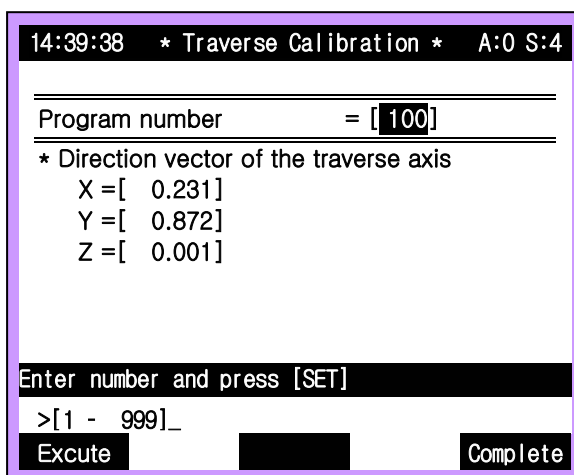 14:39:38 * Traverse Calibration * A:0 S:4
Program number = [ 100]
* Direction vector of the traverse axis
X =[ 0.231]
Y =[ 0.872]
Z =[ 0.001]
Enter number and press [SET]
>[1 - 999]_
Excute Complete